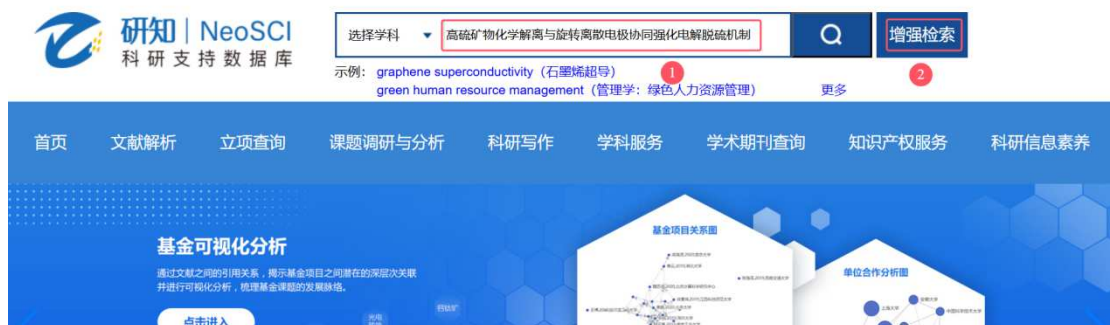 研知 | NeoSCI
科研支持数据库
选择学科 高硫矿物化学解离与旋转离散电极协同强化电解脱硫机制 增强检索
示例: graphene superconductivity（石墨烯超导） 1 2
green human resource management（管理学：绿色人力资源管理） 更多
首页 文献解析 立项查询 课题调研与分析 科研写作 学科服务 学术期刊查询 知识产权服务 科研信息素养
基金项目关系图
基金可视化分析
通过文献之间的引用关系，揭示基金项目之间潜在的深层次关联
并进行可视化分析，梳理基金课题的发展脉络。
单位合作分析图
上海大学
点击进入